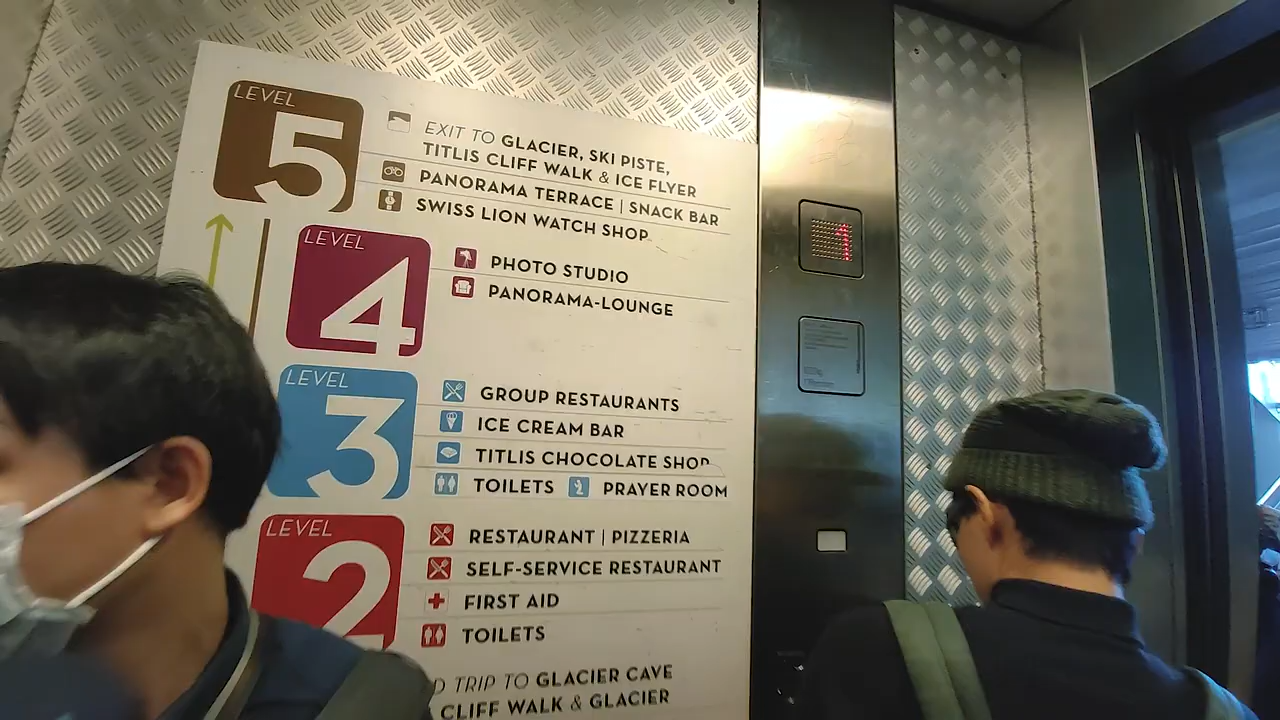 LEVEL
5
EXIT TO GLACIER, SKI PISTE,
TITLIS CLIFF WALK & ICE FLYER
PANORAMA TERRACE | SNACK BAR
SWISS LION WATCH SHOP
LEVEL
4
PHOTO STUDIO
PANORAMA-LOUNGE
LEVEL
3
GROUP RESTAURANTS
ICE CREAM BAR
TITLIS CHOCOLATE SHOP
TOILETS PRAYER ROOM
LEVEL
2
RESTAURANT | PIZZERIA
SELF-SERVICE RESTAURANT
FIRST AID
TOILETS
TRIP TO GLACIER CAVE
CLIFF WALK & GLACIER
1